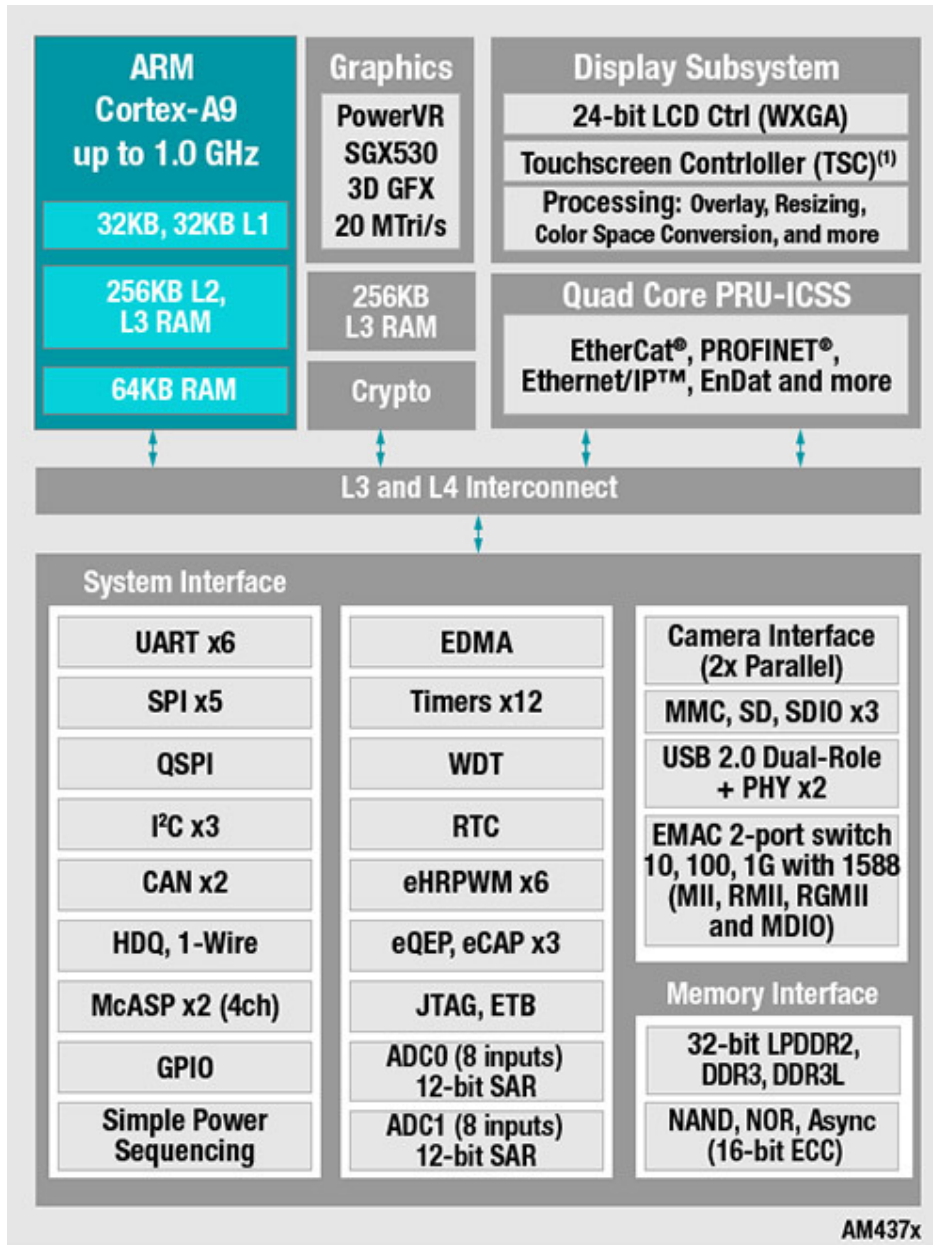 ARM
Cortex-A9
up to 1.0 GHz
32KB, 32KB L1
256KB L2,
L3 RAM
64KB RAM
Graphics
PowerVR
SGX530
3D GFX
20 MTri/s
256KB
L3 RAM
Crypto
Display Subsystem
24-bit LCD Ctrl (WXGA)
Touchscreen Contrloller (TSC)⁽¹⁾
Processing: Overlay, Resizing,
Color Space Conversion, and more
Quad Core PRU-ICSS
EtherCat®, PROFINET®,
Ethernet/IP™, EnDat and more
L3 and L4 Interconnect
System Interface
UART x6
SPI x5
QSPI
I²C x3
CAN x2
HDQ, 1-Wire
McASP x2 (4ch)
GPIO
Simple Power
Sequencing
EDMA
Timers x12
WDT
RTC
eHRPWM x6
eQEP, eCAP x3
JTAG, ETB
ADC0 (8 inputs)
12-bit SAR
ADC1 (8 inputs)
12-bit SAR
Camera Interface
(2x Parallel)
MMC, SD, SDIO x3
USB 2.0 Dual-Role
+ PHY x2
EMAC 2-port switch
10, 100, 1G with 1588
(MII, RMII, RGMII
and MDIO)
Memory Interface
32-bit LPDDR2,
DDR3, DDR3L
NAND, NOR, Async
(16-bit ECC)
AM437x